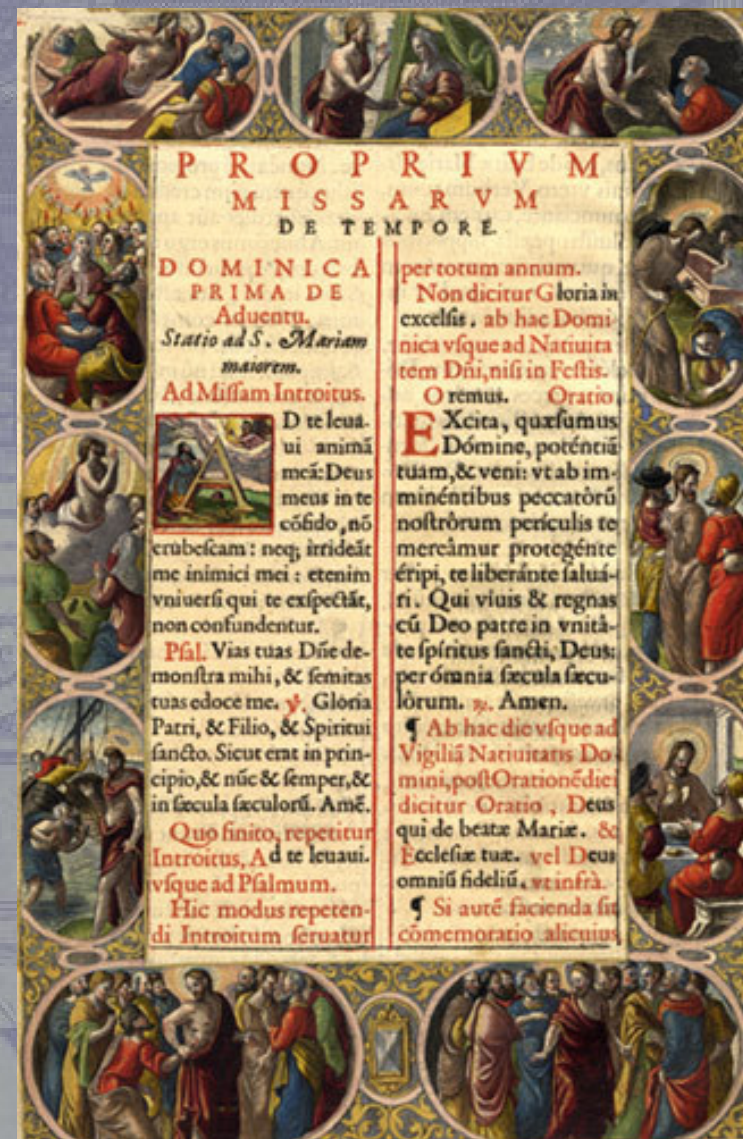 PROPRIVM
MISSARVM
DE TEMPORE.
DOMINICA
PRIMA DE
Aduentu.
Statio ad S. Mariam
maiorem.
Ad Missam Introitus.
AD te leua-
ui animã
meã: Deus
meus in te
cõfido, nõ
erubescam: neq; irrideãt
me inimici mei: etenim
vniuersi qui te exspectãt,
non confundentur.
Psal. Vias tuas Dñe de-
monstra mihi, & semitas
tuas edoce me. ℣. Glória
Patri, & Filio, & Spiritui
sancto. Sicut erat in prin-
cipio, & nũc & semper, &
in sæcula sæculorũ. Amẽ.
Quo finito, repetitur
Introitus, Ad te leuaui.
vsque ad Psalmum.
Hic modus repeten-
di Introitum seruatur
per totum annum.
Non dicitur Gloria in
excelsis. ab hac Domi
nica vsque ad Natiuita
tem Dñi, nisi in Festis.
Oremus. Oratio
EXcita, quæsumus
Dómine, poténtiã
tuam, & veni: vt ab im-
minéntibus peccatôrũ
nostrôrum perículis te
mereâmur protegénte
éripi, te liberánte saluá-
ri. Qui viuis & regnas
cũ Deo patre in vnitâ-
te spíritus sancti, Deus:
per ómnia sæcula sæcu-
lôrum. ℟. Amen.
¶ Ab hac die vsque ad
Vigiliã Natiuitatis Do
mini, post Orationẽ diei
dicitur Oratio, Deus
qui de beatæ Mariæ. &
Ecclesiæ tuæ. vel Deus
omniũ fideliũ. vt infrà.
¶ Si autẽ facienda sit
cõmemoratio alicuius